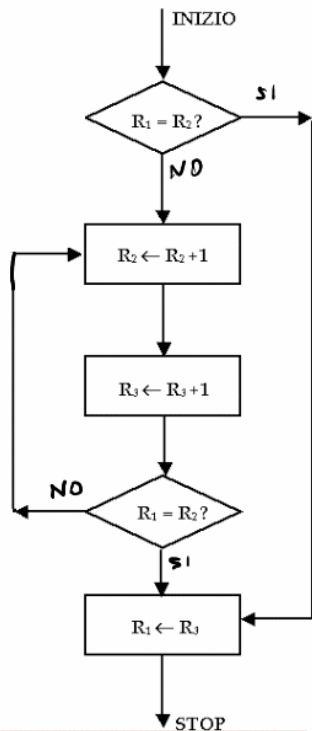 INIZIO
R₁ = R₂?
SI
NO
R₂ ← R₂+1
R₃ ← R₃+1
NO
R₁ = R₂?
SI
R₁ ← R₃
STOP